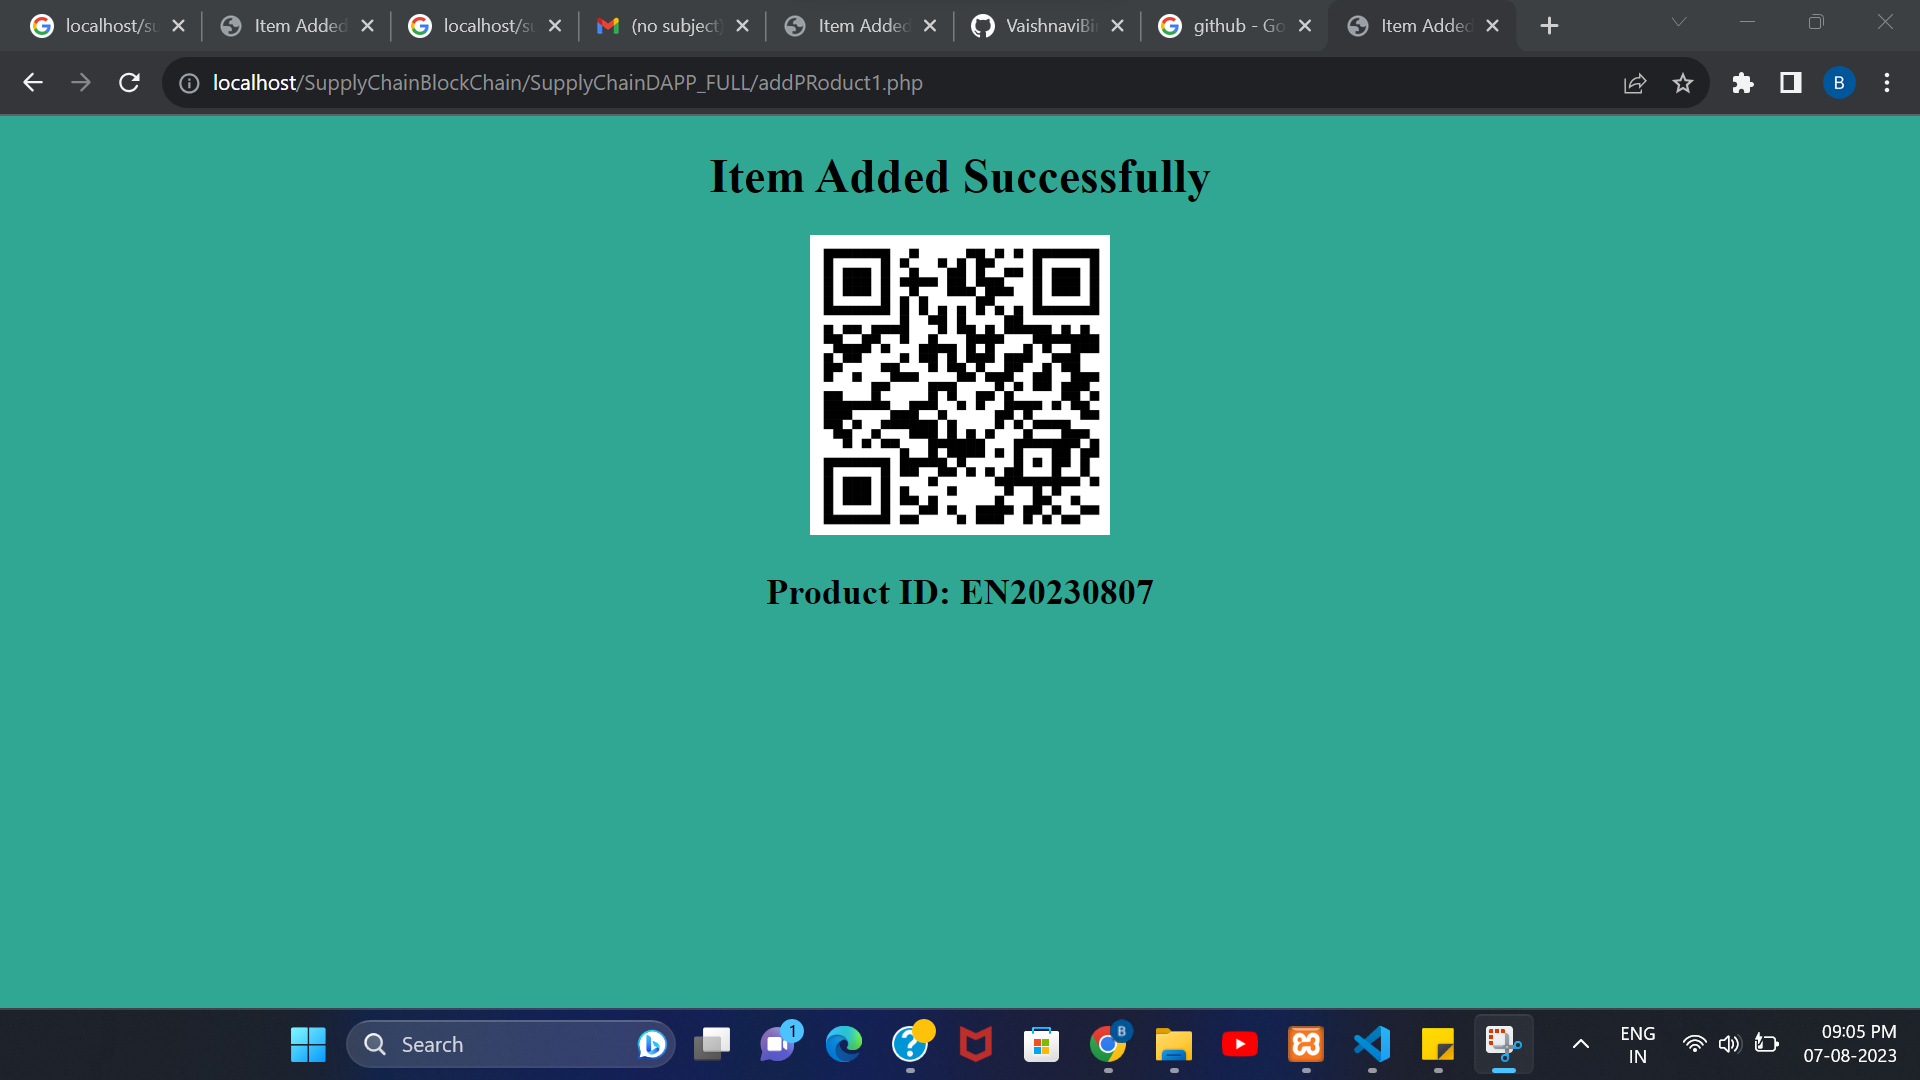 localhost/su
Item Added
localhost/su
(no subject)
Item Added
VaishnaviBi
github - Go
Item Added
localhost/SupplyChainBlockChain/SupplyChainDAPP_FULL/addPRoduct1.php
B
Item Added Successfully
Product ID: EN20230807
Search
1
B
ENG
IN
09:05 PM
07-08-2023